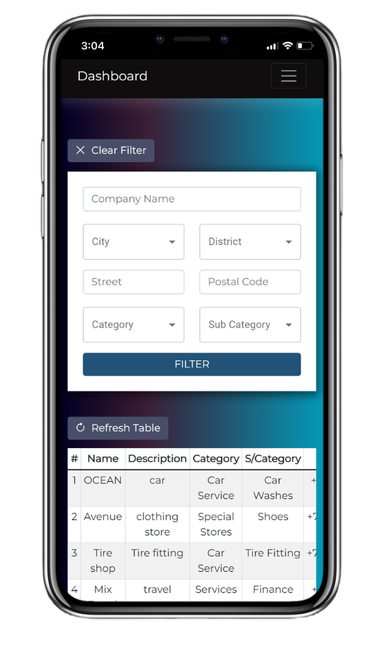 3:04
Dashboard
Clear Filter
Company Name
City District
Street Postal Code
Category Sub Category
FILTER
Refresh Table
# Name Description Category S/Category
1 OCEAN car Car Car +
Service Washes
2 Avenue clothing Special Shoes +7
store Stores
3 Tire Tire fitting Car Tire Fitting +7
shop Service
4 Mix travel Services Finance +